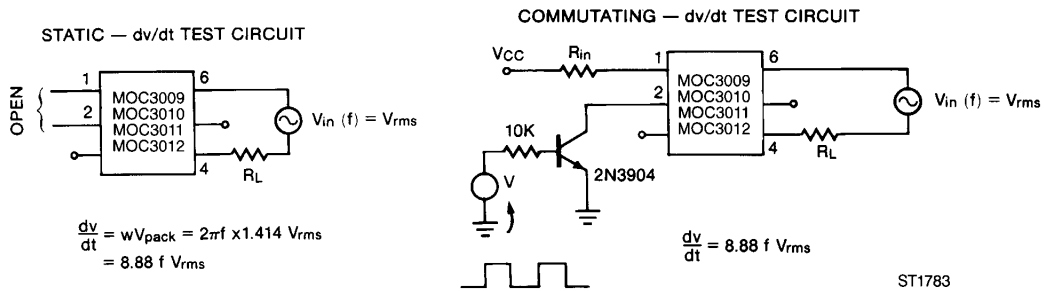 STATIC — dv/dt TEST CIRCUIT
OPEN
1
2
6
4
MOC3009
MOC3010
MOC3011
MOC3012
Vin (f) = Vrms
RL
dv/dt = wVpack = 2πf x1.414 Vrms
= 8.88 f Vrms
COMMUTATING — dv/dt TEST CIRCUIT
VCC
Rin
1
2
6
4
MOC3009
MOC3010
MOC3011
MOC3012
Vin (f) = Vrms
RL
10K
V
2N3904
dv/dt = 8.88 f Vrms
ST1783